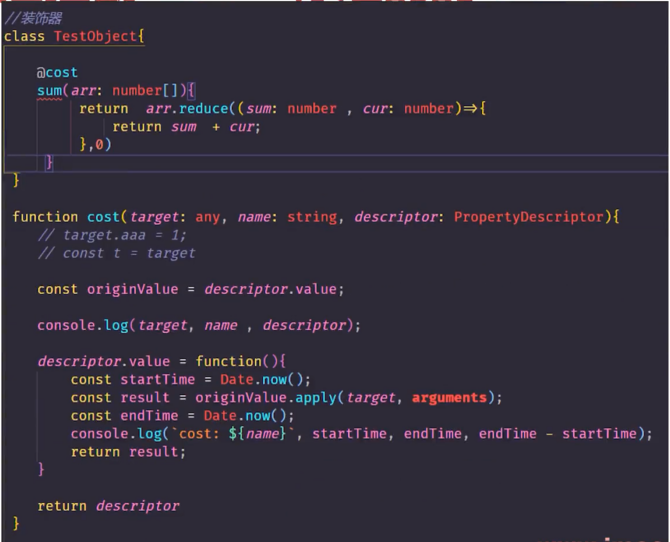 //装饰器
class TestObject{
@cost
sum(arr: number[]){
return arr.reduce((sum: number , cur: number)=>{
return sum + cur;
},0)
}
}
function cost(target: any, name: string, descriptor: PropertyDescriptor){
// target.aaa = 1;
// const t = target
const originValue = descriptor.value;
console.log(target, name , descriptor);
descriptor.value = function(){
const startTime = Date.now();
const result = originValue.apply(target, arguments);
const endTime = Date.now();
console.log(`cost: ${name}`, startTime, endTime, endTime - startTime);
return result;
}
return descriptor
}